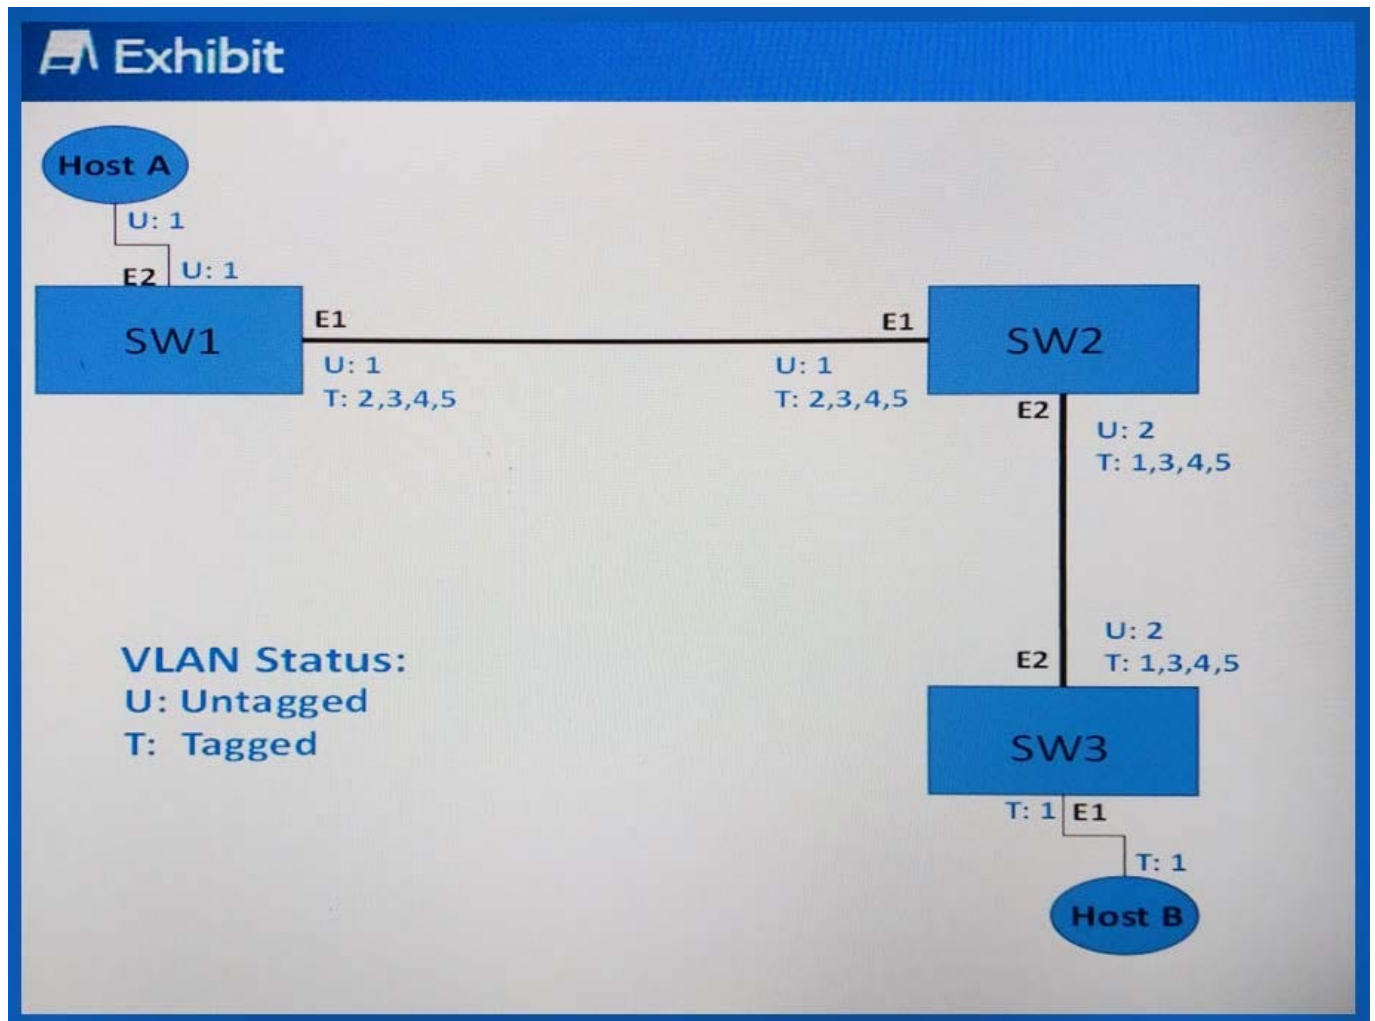 Exhibit
Host A
U: 1
E2 U: 1
SW1
E1
U: 1
T: 2,3,4,5
E1
U: 1
T: 2,3,4,5
SW2
E2
U: 2
T: 1,3,4,5
VLAN Status:
U: Untagged
T: Tagged
U: 2
E2
T: 1,3,4,5
SW3
T: 1 E1
T: 1
Host B